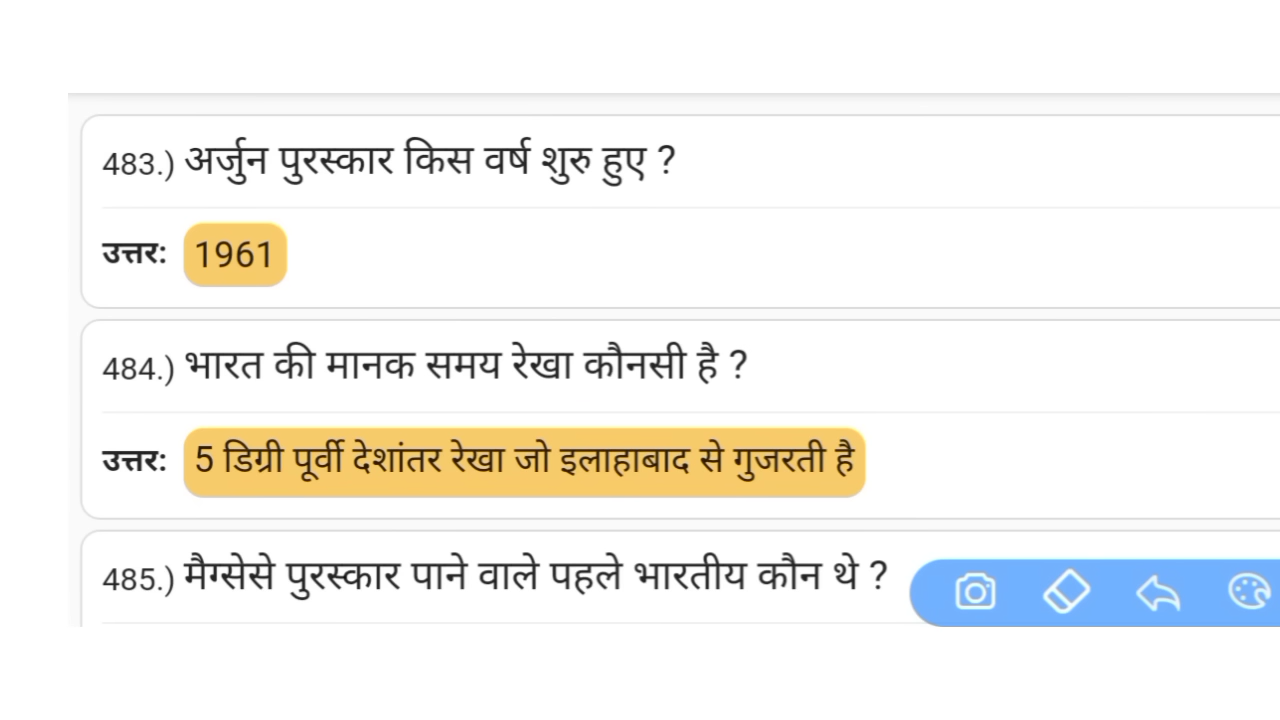 483.) अर्जुन पुरस्कार किस वर्ष शुरु हुए ?
उत्तर: 1961
484.) भारत की मानक समय रेखा कौनसी है ?
उत्तर: 5 डिग्री पूर्वी देशांतर रेखा जो इलाहाबाद से गुजरती है
485.) मैग्सेसे पुरस्कार पाने वाले पहले भारतीय कौन थे ?